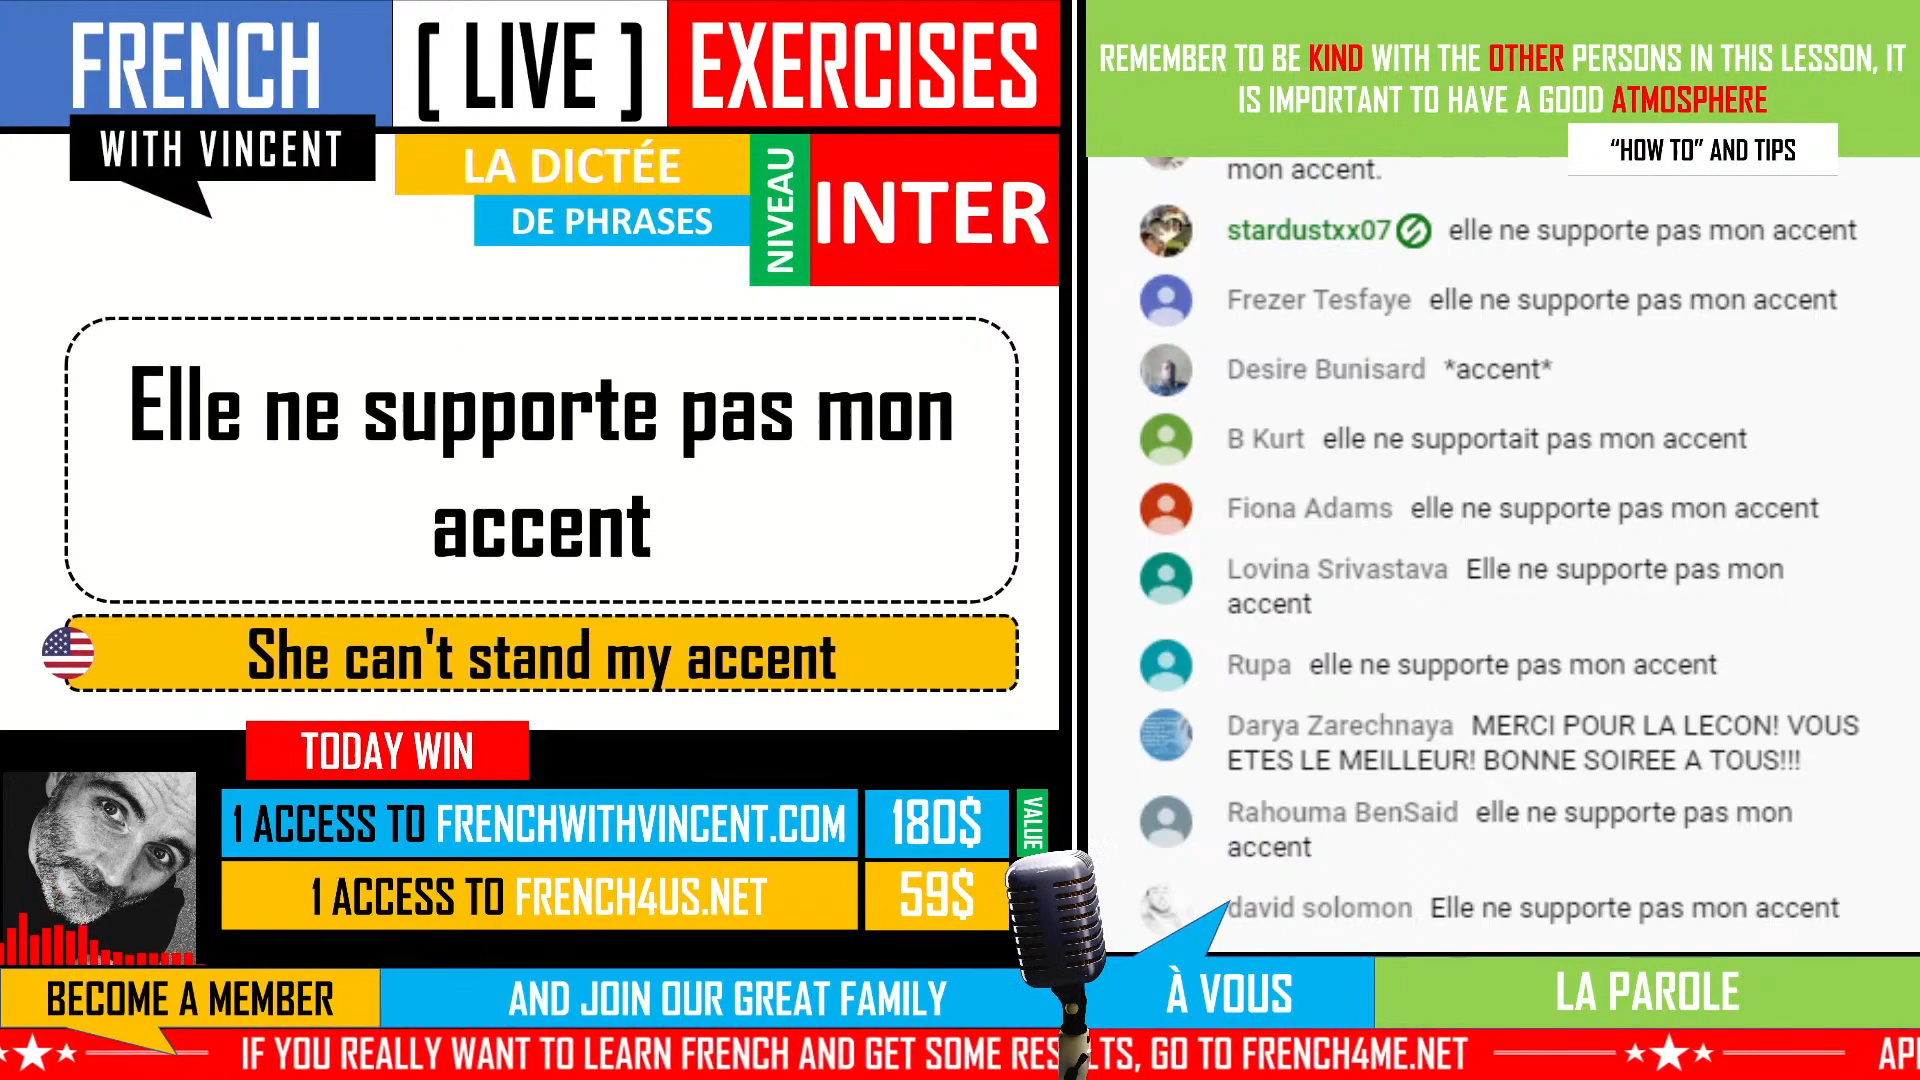 FRENCH
[ LIVE ]
EXERCISES
WITH VINCENT
LA DICTÉE
DE PHRASES
NIVEAU
INTER
Elle ne supporte pas mon
accent
She can't stand my accent
TODAY WIN
1 ACCESS TO FRENCHWITHVINCENT.COM
180$
VALUE
1 ACCESS TO FRENCH4US.NET
59$
BECOME A MEMBER
AND JOIN OUR GREAT FAMILY
REMEMBER TO BE KIND WITH THE OTHER PERSONS IN THIS LESSON, IT
IS IMPORTANT TO HAVE A GOOD ATMOSPHERE
“HOW TO” AND TIPS
mon accent.
stardustxx07 elle ne supporte pas mon accent
Frezer Tesfaye elle ne supporte pas mon accent
Desire Bunisard *accent*
B Kurt elle ne supportait pas mon accent
Fiona Adams elle ne supporte pas mon accent
Lovina Srivastava Elle ne supporte pas mon
accent
Rupa elle ne supporte pas mon accent
Darya Zarechnaya MERCI POUR LA LECON! VOUS
ETES LE MEILLEUR! BONNE SOIREE A TOUS!!!
Rahouma BenSaid elle ne supporte pas mon
accent
david solomon Elle ne supporte pas mon accent
À VOUS
LA PAROLE
IF YOU REALLY WANT TO LEARN FRENCH AND GET SOME RESULTS, GO TO FRENCH4ME.NET